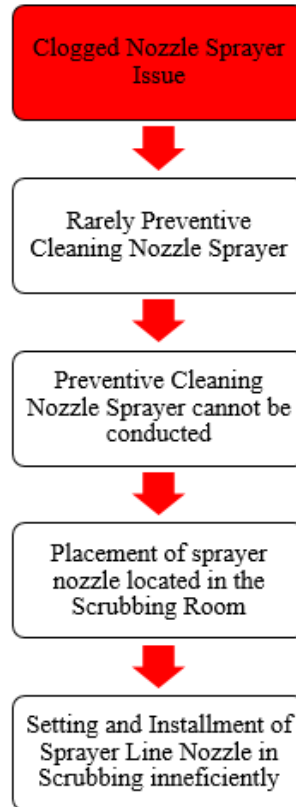 Clogged Nozzle Sprayer
Issue
Rarely Preventive
Cleaning Nozzle Sprayer
Preventive Cleaning
Nozzle Sprayer cannot be
conducted
Placement of sprayer
nozzle located in the
Scrubbing Room
Setting and Installment of
Sprayer Line Nozzle in
Scrubbing inneficiently